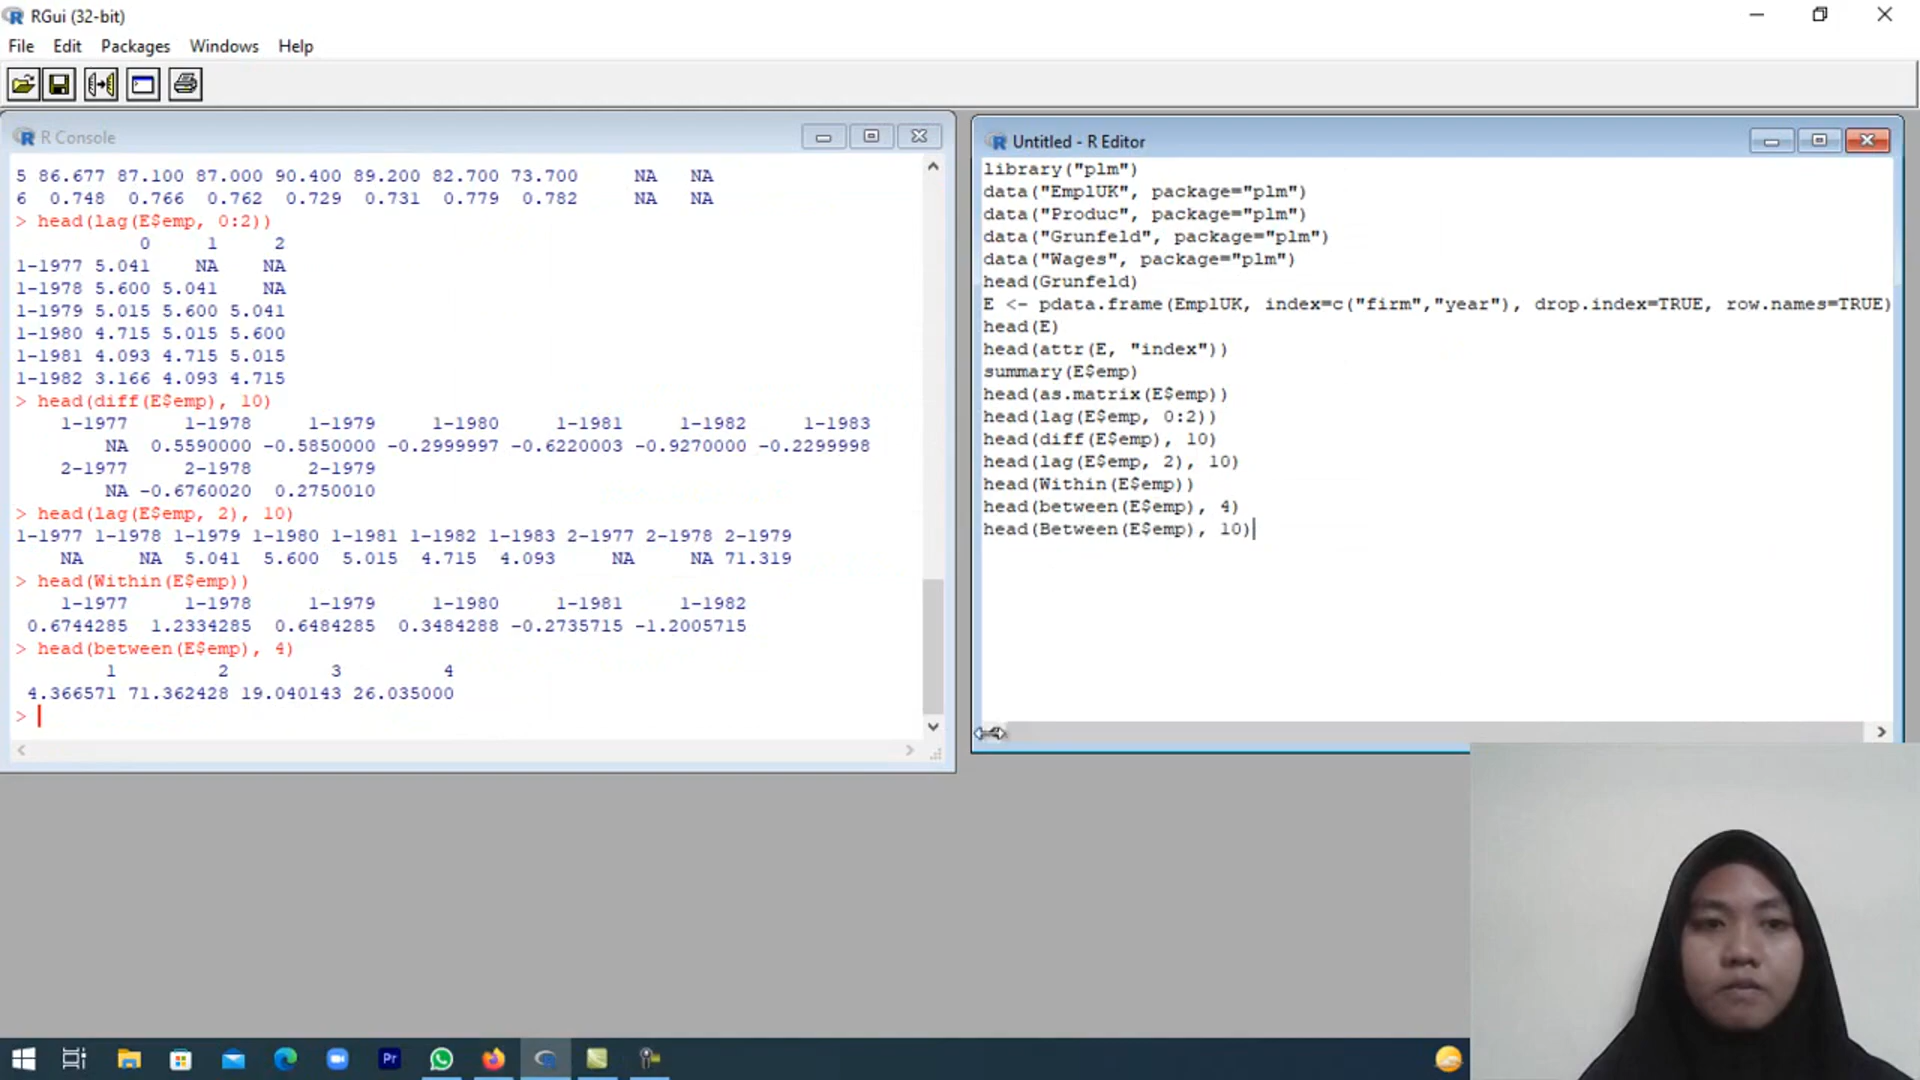 RGui (32-bit)
File Edit Packages Windows Help
R Console
5 86.677 87.100 87.000 90.400 89.200 82.700 73.700 NA NA
6 0.748 0.766 0.762 0.729 0.731 0.779 0.782 NA NA
> head(lag(E$emp, 0:2))
0 1 2
1-1977 5.041 NA NA
1-1978 5.600 5.041 NA
1-1979 5.015 5.600 5.041
1-1980 4.715 5.015 5.600
1-1981 4.093 4.715 5.015
1-1982 3.166 4.093 4.715
> head(diff(E$emp), 10)
1-1977 1-1978 1-1979 1-1980 1-1981 1-1982 1-1983
NA 0.5590000 -0.5850000 -0.2999997 -0.6220003 -0.9270000 -0.2299998
2-1977 2-1978 2-1979
NA -0.6760020 0.2750010
> head(lag(E$emp, 2), 10)
1-1977 1-1978 1-1979 1-1980 1-1981 1-1982 1-1983 2-1977 2-1978 2-1979
NA NA 5.041 5.600 5.015 4.715 4.093 NA NA 71.319
> head(Within(E$emp))
1-1977 1-1978 1-1979 1-1980 1-1981 1-1982
0.6744285 1.2334285 0.6484285 0.3484288 -0.2735715 -1.2005715
> head(between(E$emp), 4)
1 2 3 4
4.366571 71.362428 19.040143 26.035000
>
Untitled - R Editor
library("plm")
data("EmplUK", package="plm")
data("Produc", package="plm")
data("Grunfeld", package="plm")
data("Wages", package="plm")
head(Grunfeld)
E <- pdata.frame(EmplUK, index=c("firm","year"), drop.index=TRUE, row.names=TRUE)
head(E)
head(attr(E, "index"))
summary(E$emp)
head(as.matrix(E$emp))
head(lag(E$emp, 0:2))
head(diff(E$emp), 10)
head(lag(E$emp, 2), 10)
head(Within(E$emp))
head(between(E$emp), 4)
head(Between(E$emp), 10)
Pr